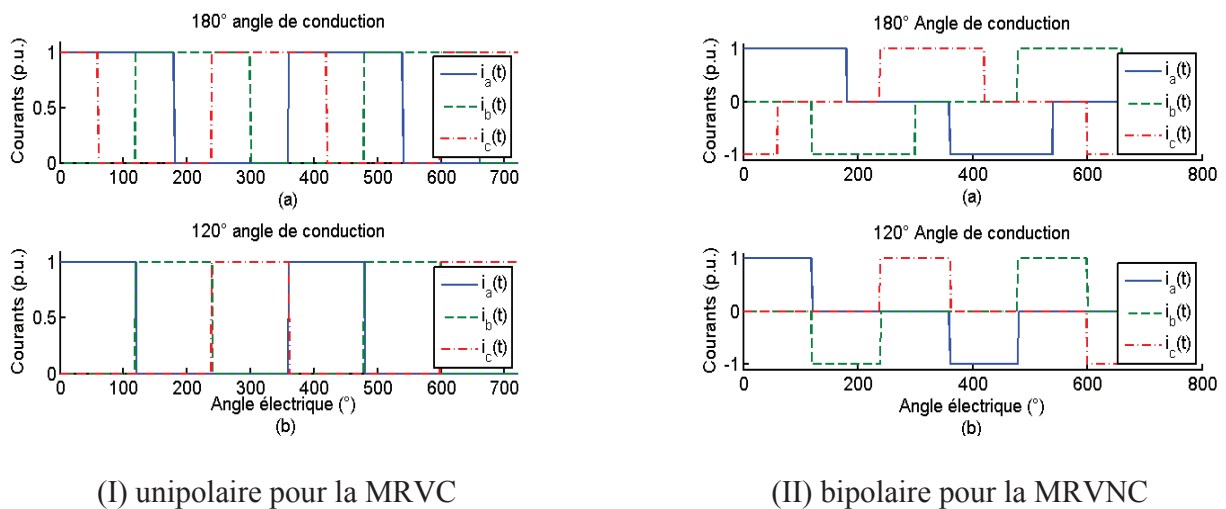 180° angle de conduction
Courants (p.u.)
1
0.5
0
i_a(t)
i_b(t)
i_c(t)
0 100 200 300 400 500 600 700
(a)
120° angle de conduction
Courants (p.u.)
1
0.5
0
i_a(t)
i_b(t)
i_c(t)
0 100 200 300 400 500 600 700
Angle électrique (°)
(b)
(I) unipolaire pour la MRVC
180° Angle de conduction
Courants (p.u.)
1
0
-1
i_a(t)
i_b(t)
i_c(t)
0 200 400 600 800
(a)
120° Angle de conduction
Courants (p.u.)
1
0
-1
i_a(t)
i_b(t)
i_c(t)
0 200 400 600 800
Angle électrique (°)
(b)
(II) bipolaire pour la MRVNC